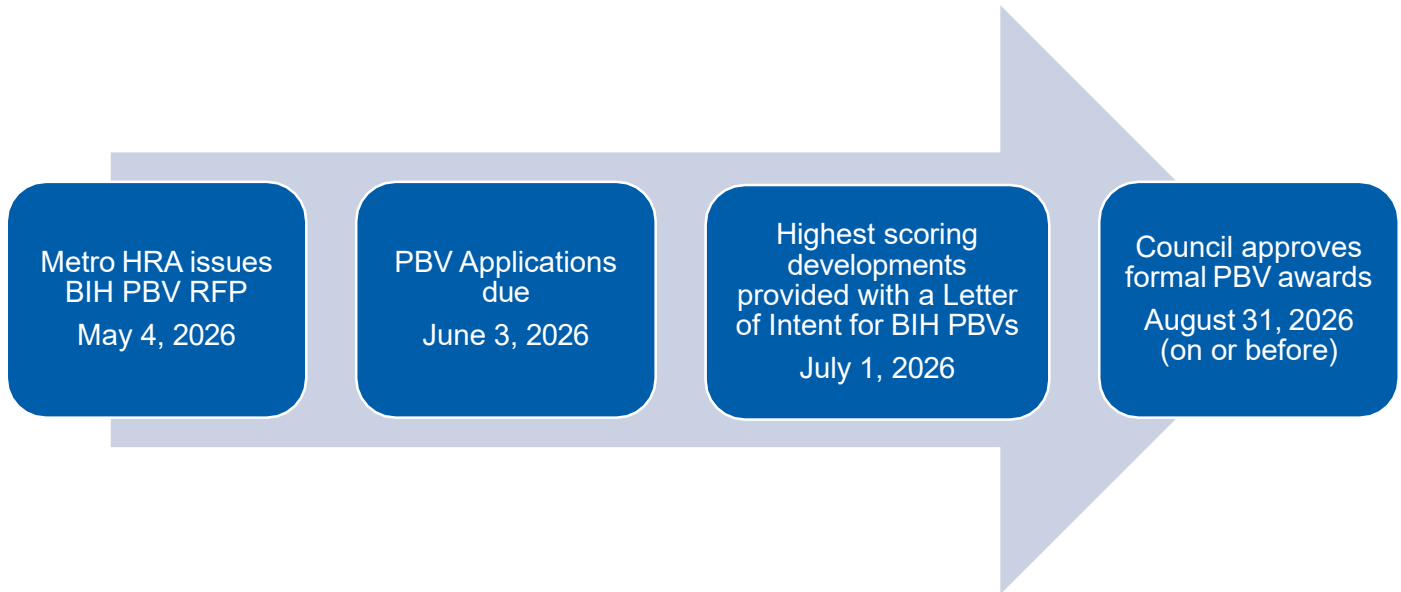 Metro HRA issues
BIH PBV RFP
May 4, 2026
PBV Applications
due
June 3, 2026
Highest scoring
developments
provided with a Letter
of Intent for BIH PBVs
July 1, 2026
Council approves
formal PBV awards
August 31, 2026
(on or before)